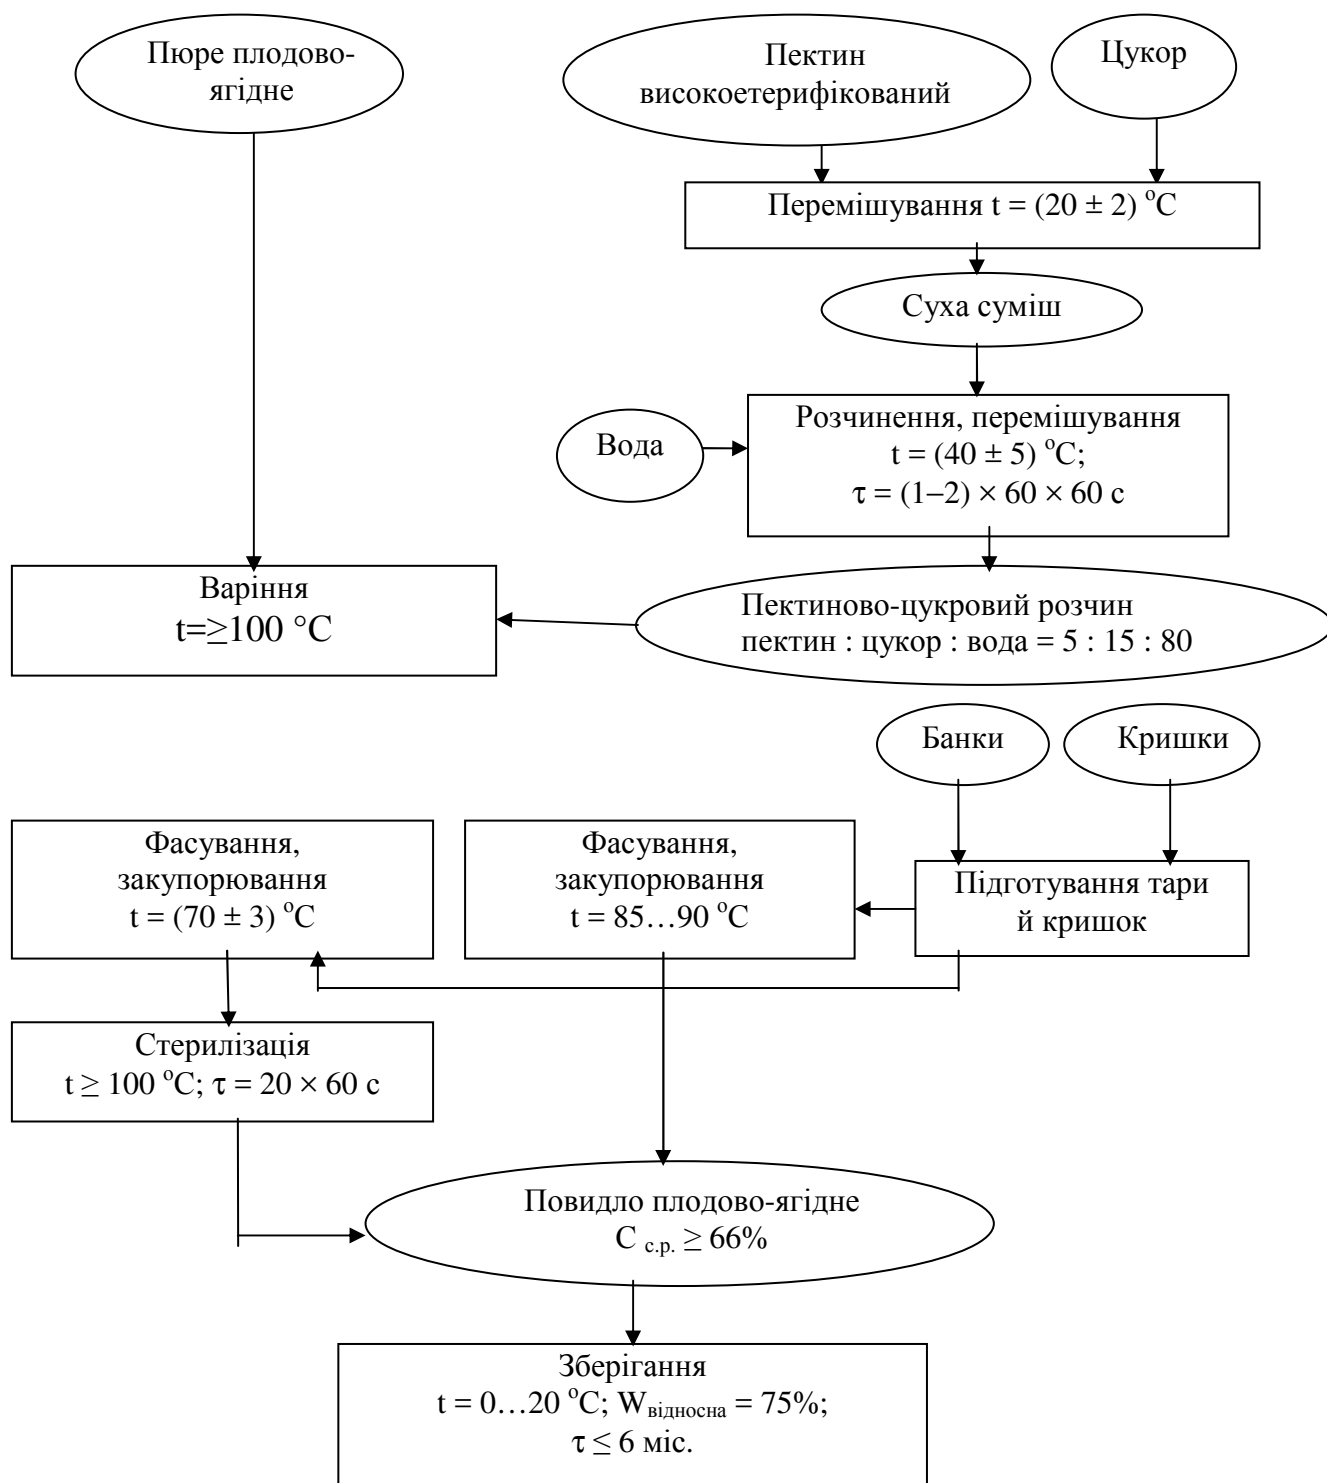 Пюре плодово-
ягідне
Пектин
високоетерифікований
Цукор
Перемішування t = (20 ± 2) °C
Суха суміш
Вода
Розчинення, перемішування
t = (40 ± 5) °C;
τ = (1–2) × 60 × 60 с
Варіння
t=≥100 °C
Пектиново-цукровий розчин
пектин : цукор : вода = 5 : 15 : 80
Банки
Кришки
Фасування,
закупорювання
t = (70 ± 3) °C
Фасування,
закупорювання
t = 85…90 °C
Підготування тари
й кришок
Стерилізація
t ≥ 100 °C; τ = 20 × 60 с
Повидло плодово-ягідне
С с.р. ≥ 66%
Зберігання
t = 0…20 °C; Wвідносна = 75%;
τ ≤ 6 міс.